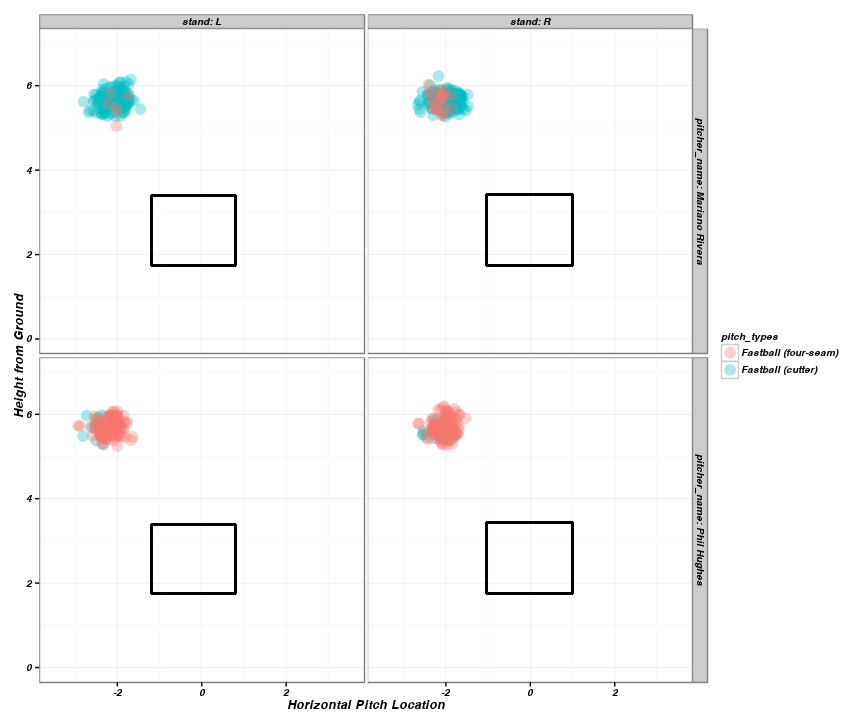 stand: L
stand: R
6
4
2
0
pitcher_name: Mariano Rivera
6
4
2
0
pitcher_name: Phil Hughes
Height from Ground
-2
0
2
-2
0
2
Horizontal Pitch Location
pitch_types
Fastball (four-seam)
Fastball (cutter)